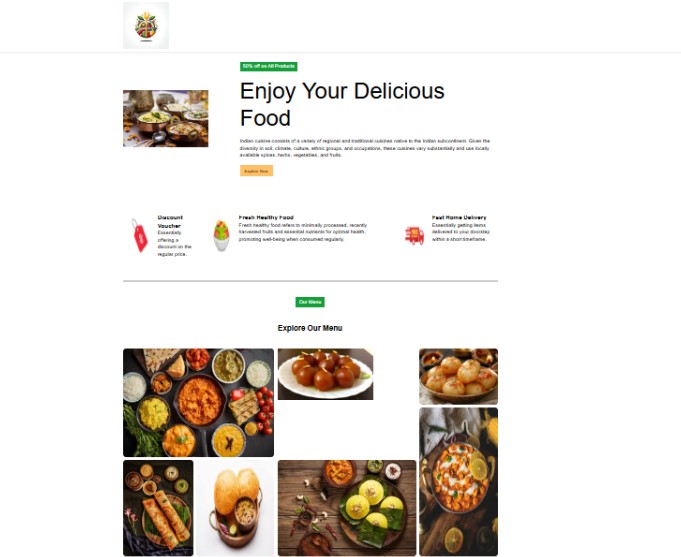 50% off on All Products
Enjoy Your Delicious
Food
Indian cuisine consists of a variety of regional and traditional cuisines native to the Indian subcontinent. Given the
diversity in soil, climate, culture, ethnic groups, and occupations, these cuisines vary substantially and use locally
available spices, herbs, vegetables, and fruits.
Explore Now
Discount
Voucher
Essentially
offering a
discount on the
regular price.
Fresh Healthy Food
Fresh healthy food refers to minimally processed, recently
harvested fruits and essential nutrients for optimal health,
promoting well-being when consumed regularly.
Fast Home Delivery
Essentially getting items
delivered to your doorstep
within a short timeframe.
Our Menu
Explore Our Menu